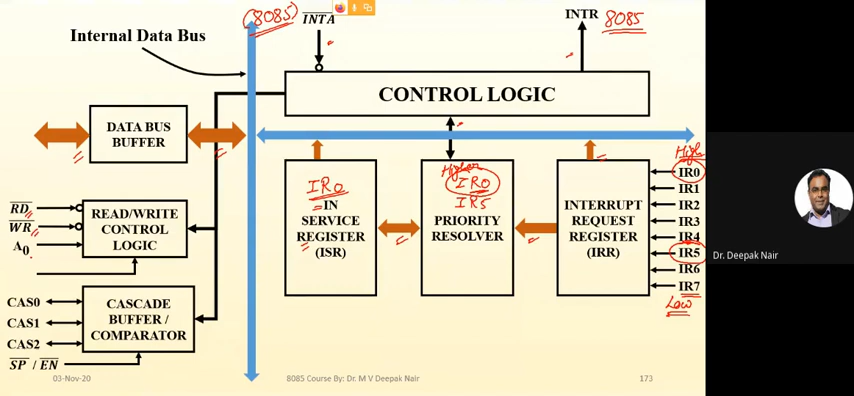 (8085)
INTA
INTR 8085
Internal Data Bus
CONTROL LOGIC
DATA BUS
BUFFER
High
IR0
IR1
IR2
IR3
IR4
IR5
IR6
IR7
Low
IR0
IN
SERVICE
REGISTER
(ISR)
Higher
IR0
IR5
PRIORITY
RESOLVER
INTERRUPT
REQUEST
REGISTER
(IRR)
RD
WR
A0
READ/WRITE
CONTROL
LOGIC
CAS0
CAS1
CAS2
SP / EN
CASCADE
BUFFER /
COMPARATOR
Dr. Deepak Nair
03-Nov-20
8085 Course By: Dr. M V Deepak Nair
173